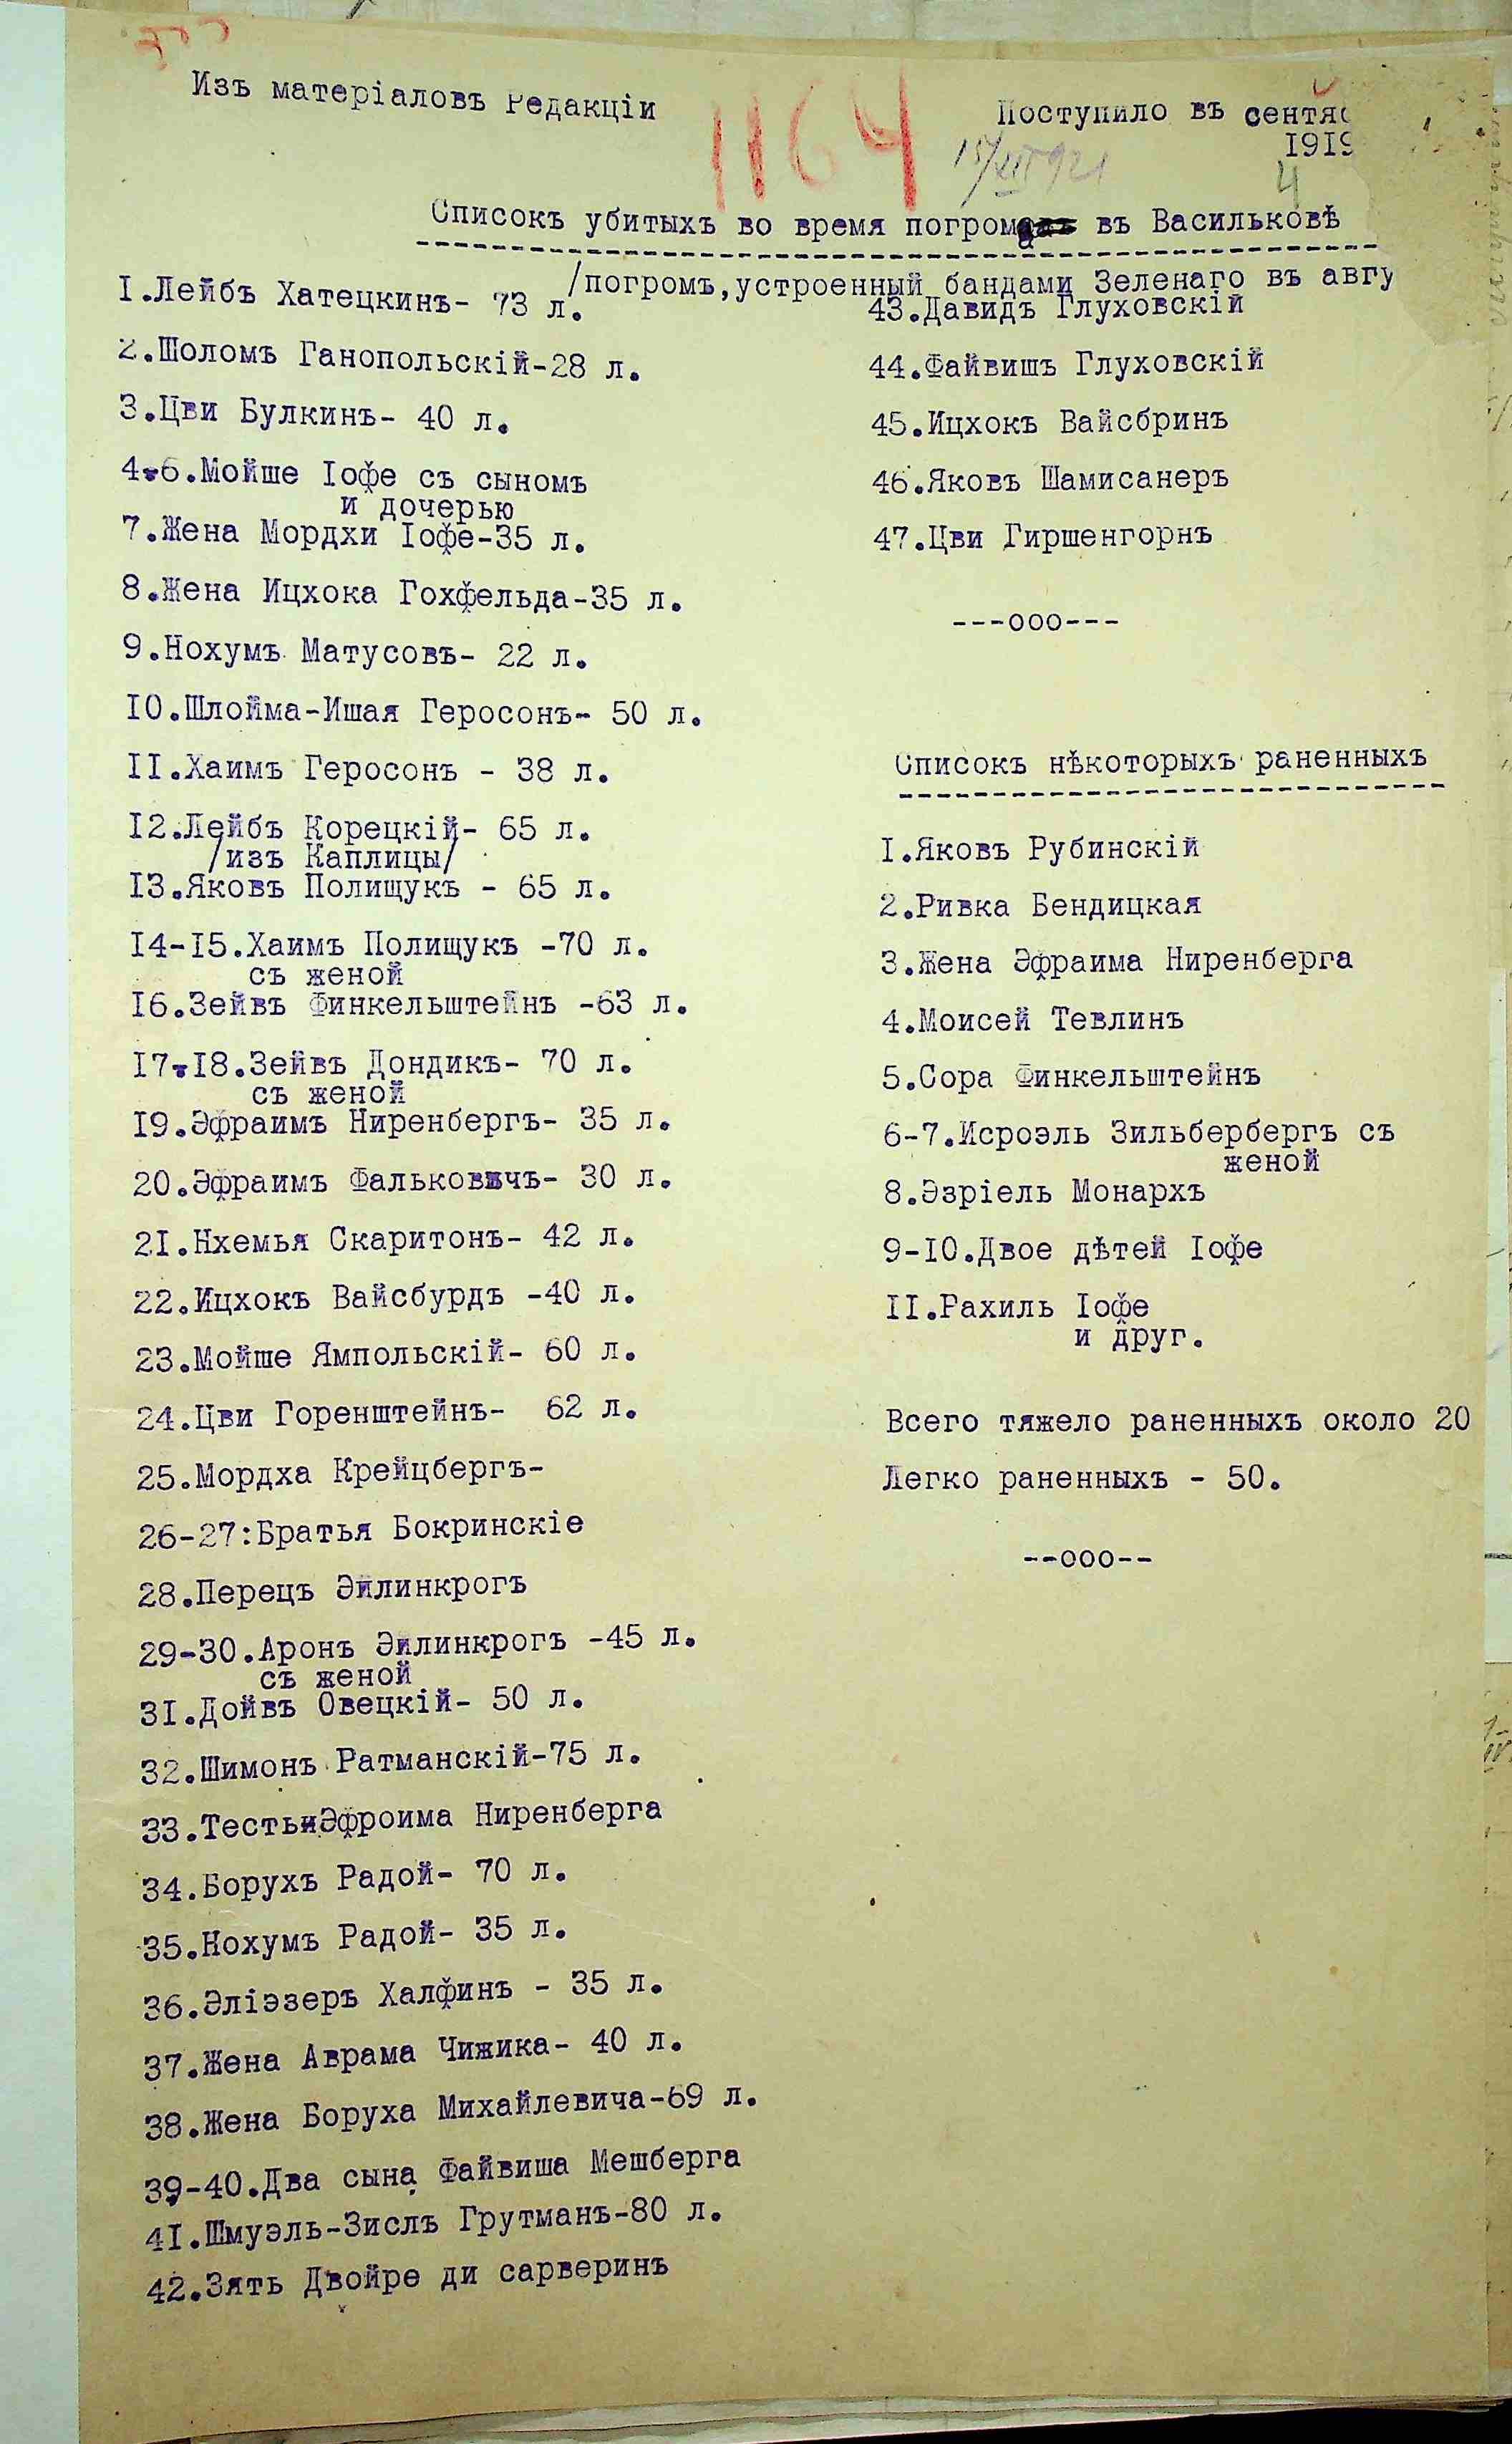 Изъ матеріаловъ Редакціи
1164
Поступило въ сентяб
1919
15/XII 921
4
Списокъ убитыхъ во время погрома въ Васильковѣ
/погромъ,устроенный бандами Зеленаго въ авгу
I.Лейбъ Хатецкинъ- 73 л.
2.Шоломъ Ганопольскій-28 л.
3.Цви Булкинъ- 40 л.
4-6.Мойше Іофе съ сыномъ
и дочерью
7.Жена Мордхи Іофе-35 л.
8.Жена Ицхока Гохфельда-35 л.
9.Нохумъ Матусовъ- 22 л.
I0.Шлойма-Ишая Геросонъ- 50 л.
II.Хаимъ Геросонъ - 38 л.
I2.Лейбъ Корецкій- 65 л.
/изъ Каплицы/
I3.Яковъ Полищукъ - 65 л.
I4-I5.Хаимъ Полищукъ -70 л.
съ женой
I6.Зейвъ Финкельштейнъ -63 л.
I7-I8.Зейвъ Дондикъ- 70 л.
съ женой
I9.Эфраимъ Ниренбергъ- 35 л.
20.Эфраимъ Фальковичъ- 30 л.
2I.Нхемья Скаритонъ- 42 л.
22.Ицхокъ Вайсбурдъ -40 л.
23.Мойше Ямпольскій- 60 л.
24.Цви Горенштейнъ- 62 л.
25.Мордха Крейцбергъ-
26-27:Братья Бокринскіе
28.Перецъ Эйлинкрогъ
29-30.Аронъ Эйлинкрогъ -45 л.
съ женой
3I.Дойвъ Овецкій- 50 л.
32.Шимонъ Ратманскій-75 л.
33.Тесть Эфроима Ниренберга
34.Борухъ Радой- 70 л.
35.Нохумъ Радой- 35 л.
36.Эліэзеръ Халфинъ - 35 л.
37.Жена Аврама Чижика- 40 л.
38.Жена Боруха Михайлевича-69 л.
39-40.Два сына Файвиша Мешберга
4I.Шмуэль-Зислъ Грутманъ-80 л.
42.Зять Двойре ди сарверинъ
43.Давидъ Глуховскій
44.Файвишъ Глуховскій
45.Ицхокъ Вайсбринъ
46.Яковъ Шамисанеръ
47.Цви Гиршенгорнъ
---ооо---
Списокъ нѣкоторыхъ раненныхъ
I.Яковъ Рубинскій
2.Ривка Бендицкая
3.Жена Эфраима Ниренберга
4.Моисей Тевлинъ
5.Сора Финкельштейнъ
6-7.Исроэль Зильбербергъ съ
женой
8.Эзріель Монархъ
9-I0.Двое дѣтей Іофе
II.Рахиль Іофе
и друг.
Всего тяжело раненныхъ около 20
Легко раненныхъ - 50.
--ооо--